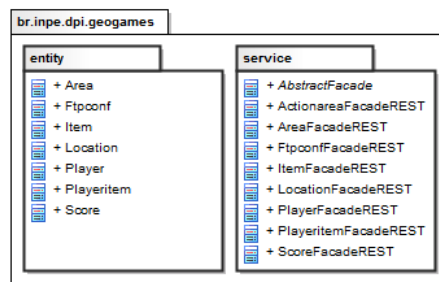 br.inpe.dpi.geogames
entity
+ Area
+ Ftpconf
+ Item
+ Location
+ Player
+ Playeritem
+ Score
service
+ AbstractFacade
+ ActionareaFacadeREST
+ AreaFacadeREST
+ FtpconfFacadeREST
+ ItemFacadeREST
+ LocationFacadeREST
+ PlayerFacadeREST
+ PlayeritemFacadeREST
+ ScoreFacadeREST